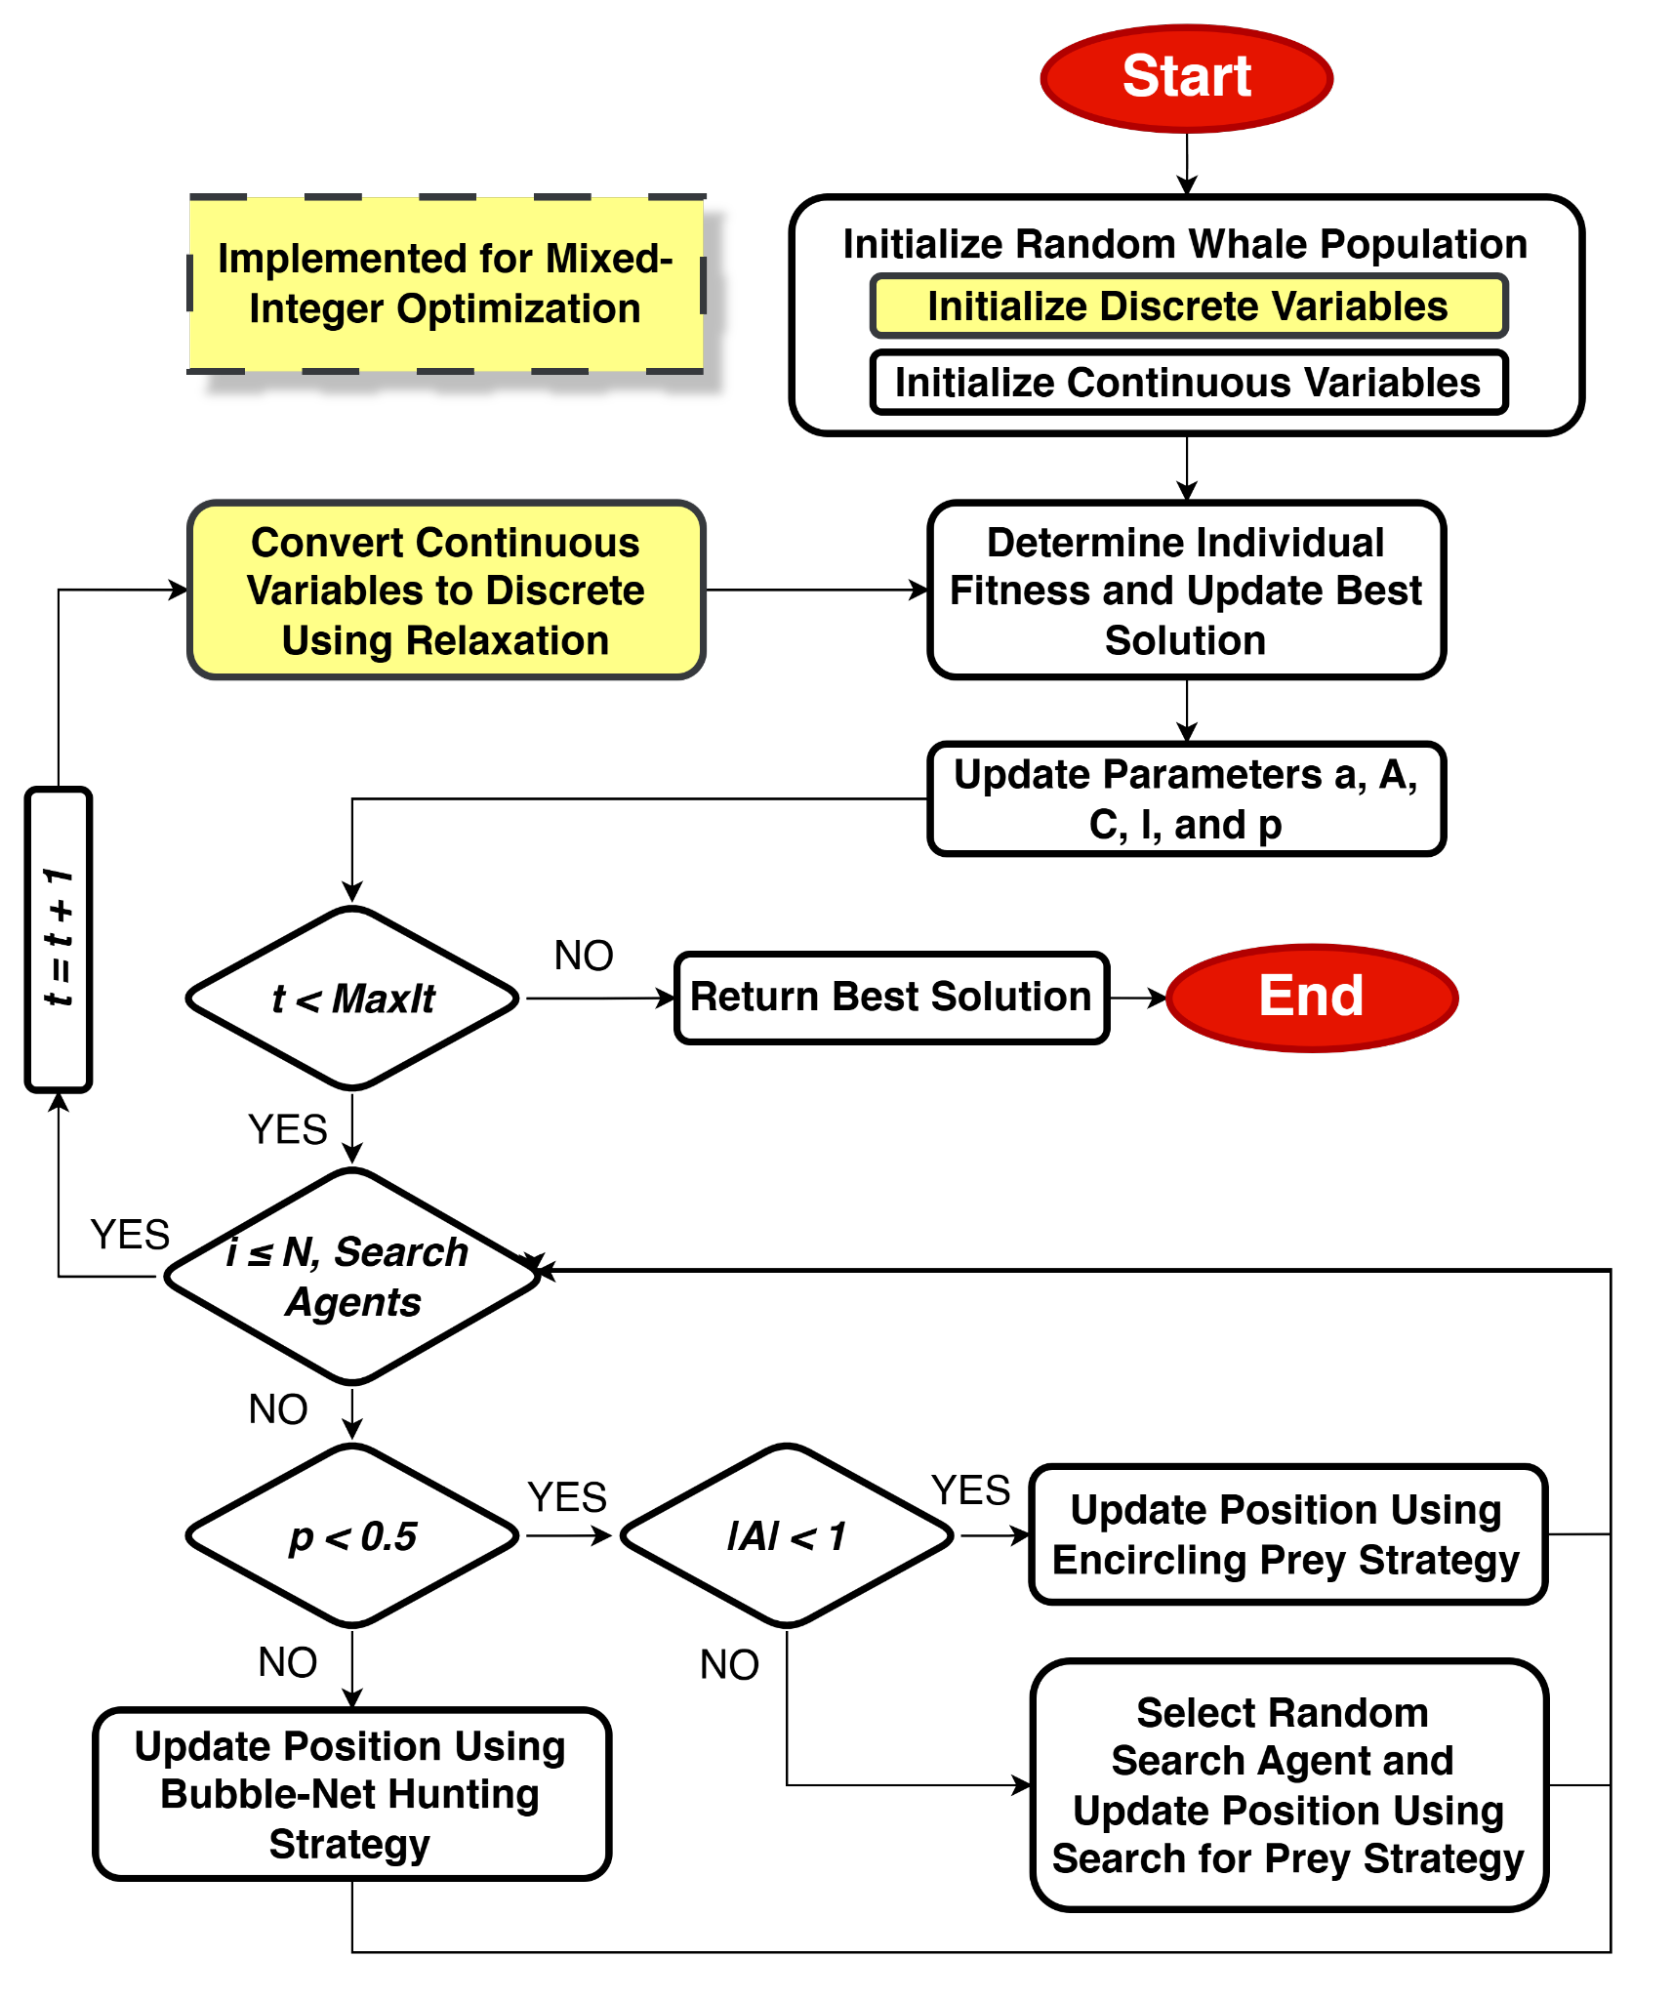 Start
Implemented for Mixed-
Integer Optimization
Initialize Random Whale Population
Initialize Discrete Variables
Initialize Continuous Variables
Convert Continuous
Variables to Discrete
Using Relaxation
Determine Individual
Fitness and Update Best
Solution
Update Parameters a, A,
C, l, and p
t = t + 1
t < MaxIt
NO
Return Best Solution
End
YES
YES
i ≤ N, Search
Agents
NO
p < 0.5
YES
|A| < 1
YES
Update Position Using
Encircling Prey Strategy
NO
NO
Update Position Using
Bubble-Net Hunting
Strategy
Select Random
Search Agent and
Update Position Using
Search for Prey Strategy